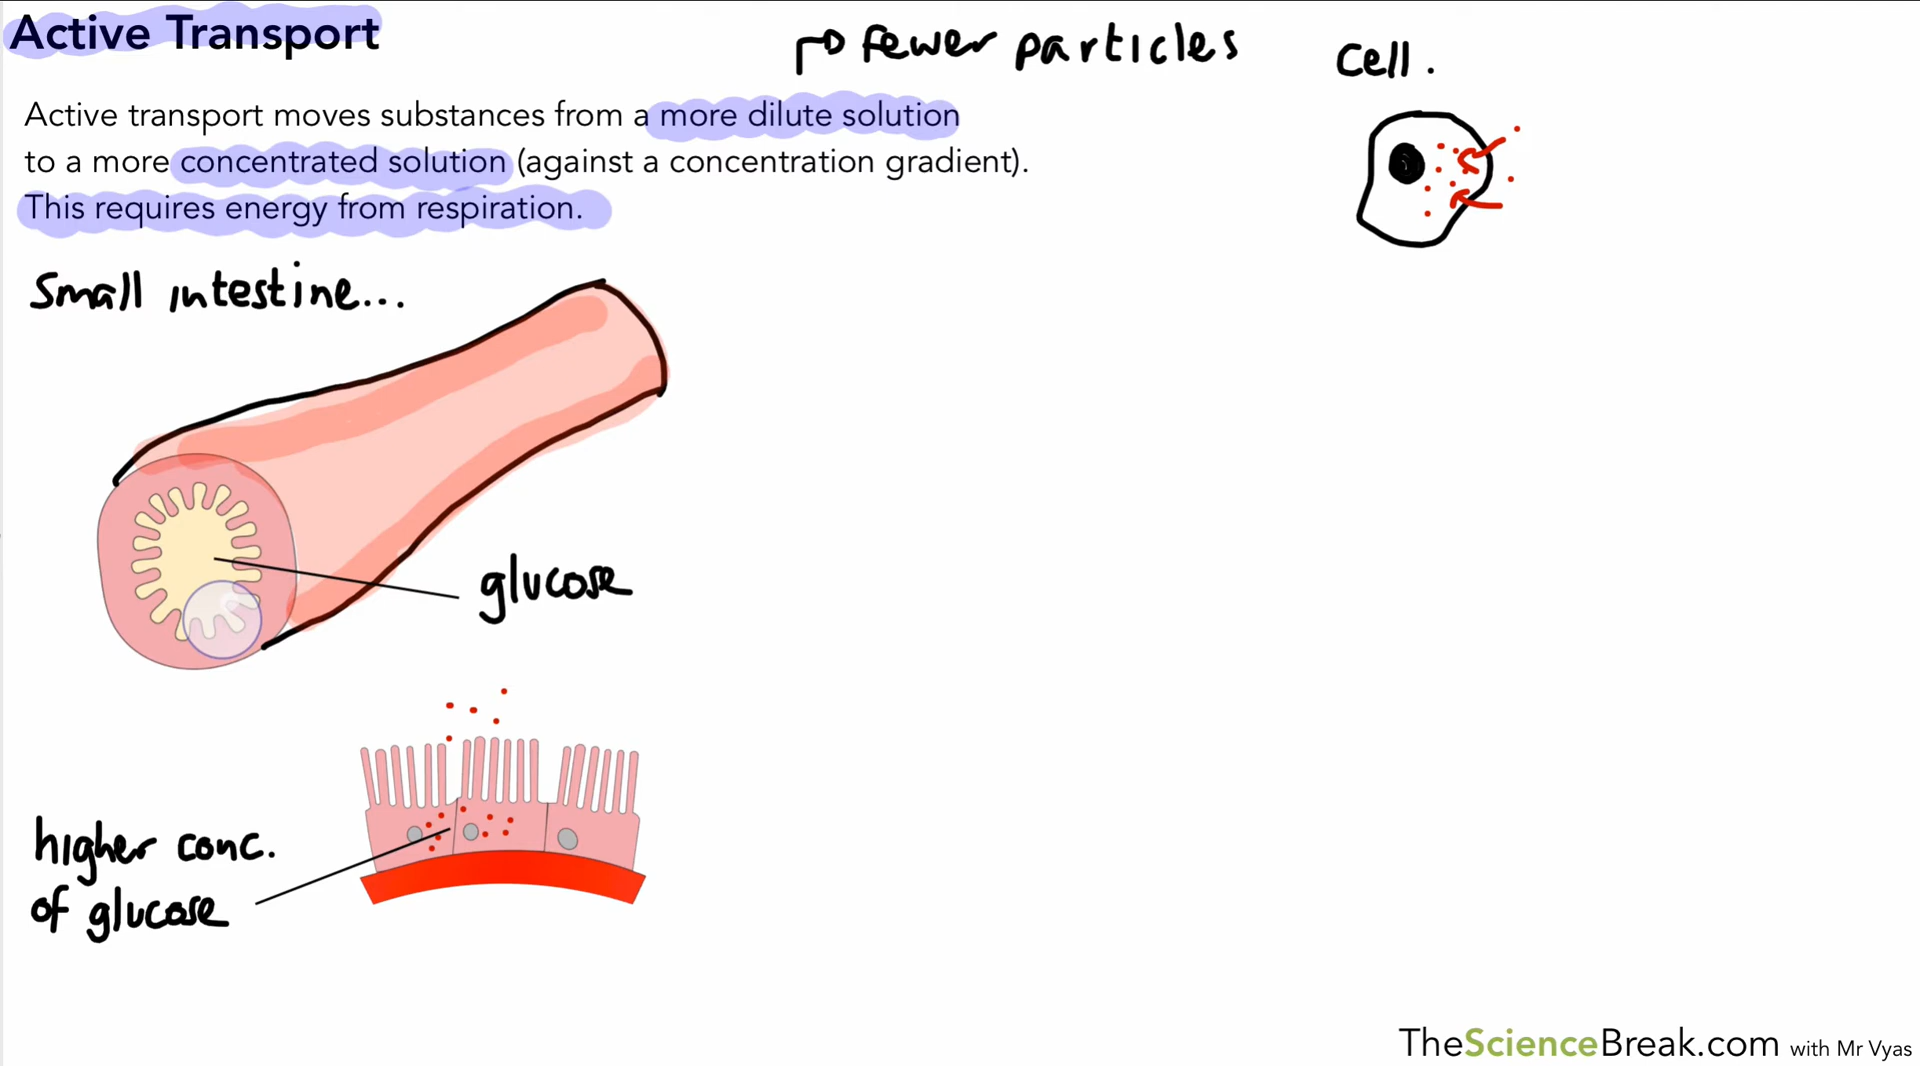 Active Transport
fewer particles
Cell.
Active transport moves substances from a more dilute solution
to a more concentrated solution (against a concentration gradient).
This requires energy from respiration.
Small intestine...
glucose
higher conc.
of glucose
TheScienceBreak.com with Mr Vyas